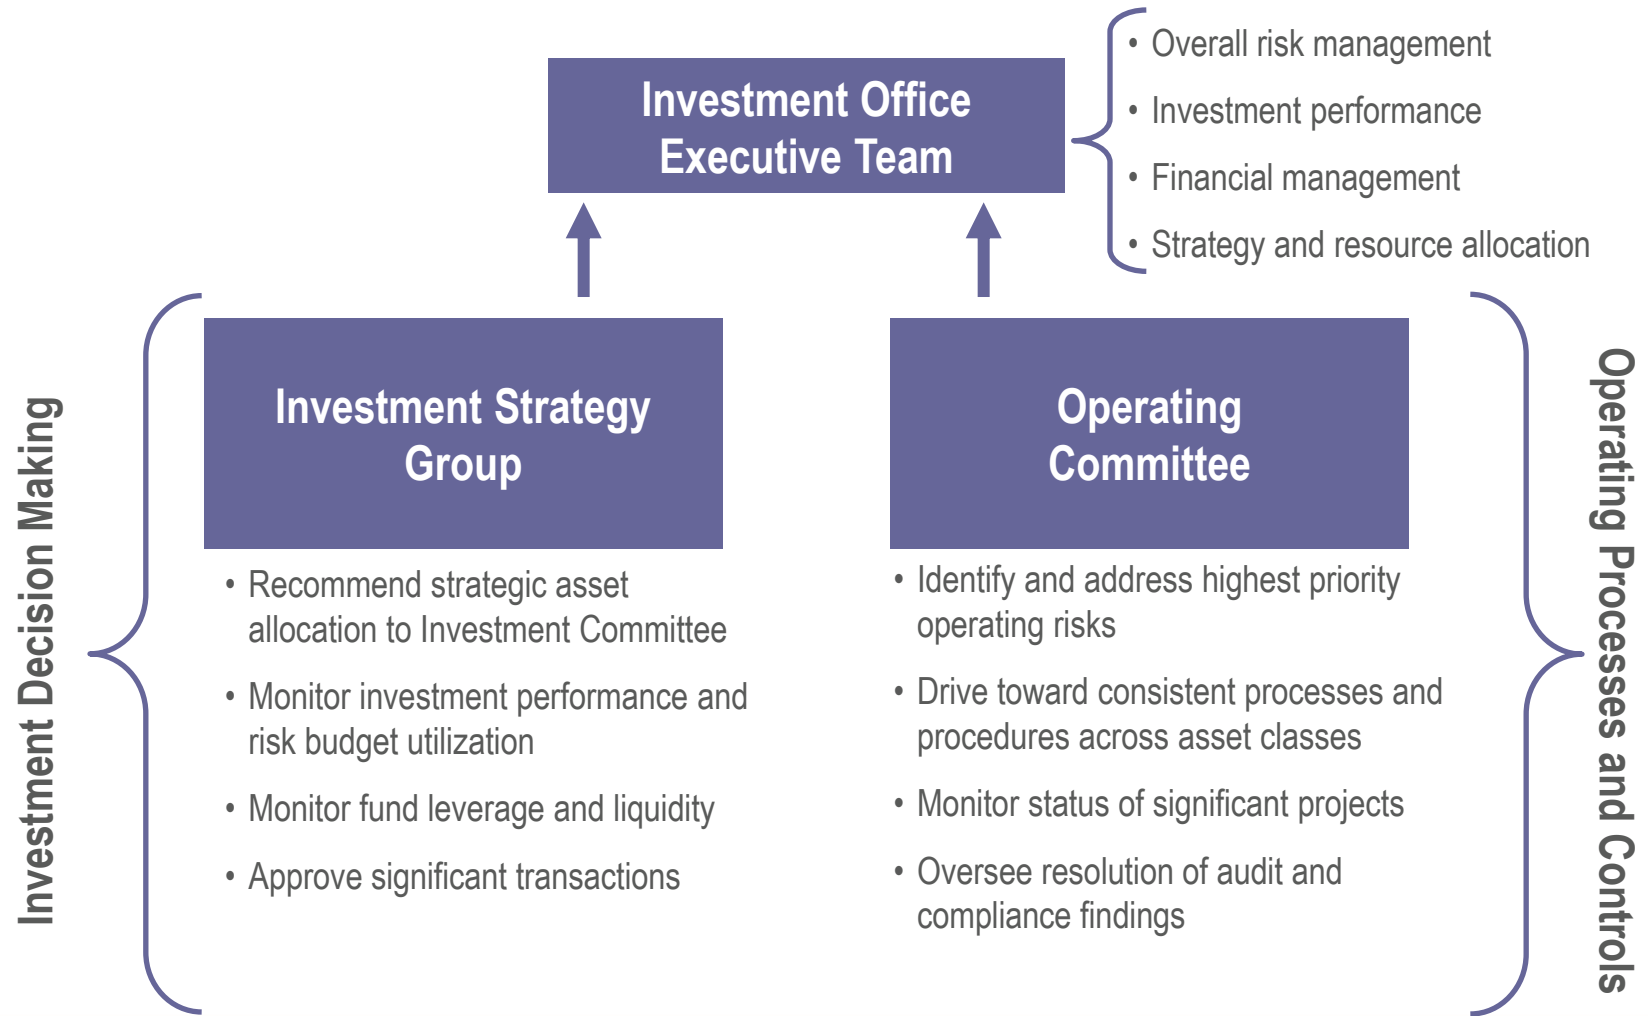 Investment Office
Executive Team
• Overall risk management
• Investment performance
• Financial management
• Strategy and resource allocation
Investment Decision Making
Investment Strategy
Group
• Recommend strategic asset
allocation to Investment Committee
• Monitor investment performance and
risk budget utilization
• Monitor fund leverage and liquidity
• Approve significant transactions
Operating
Committee
• Identify and address highest priority
operating risks
• Drive toward consistent processes and
procedures across asset classes
• Monitor status of significant projects
• Oversee resolution of audit and
compliance findings
Operating Processes and Controls